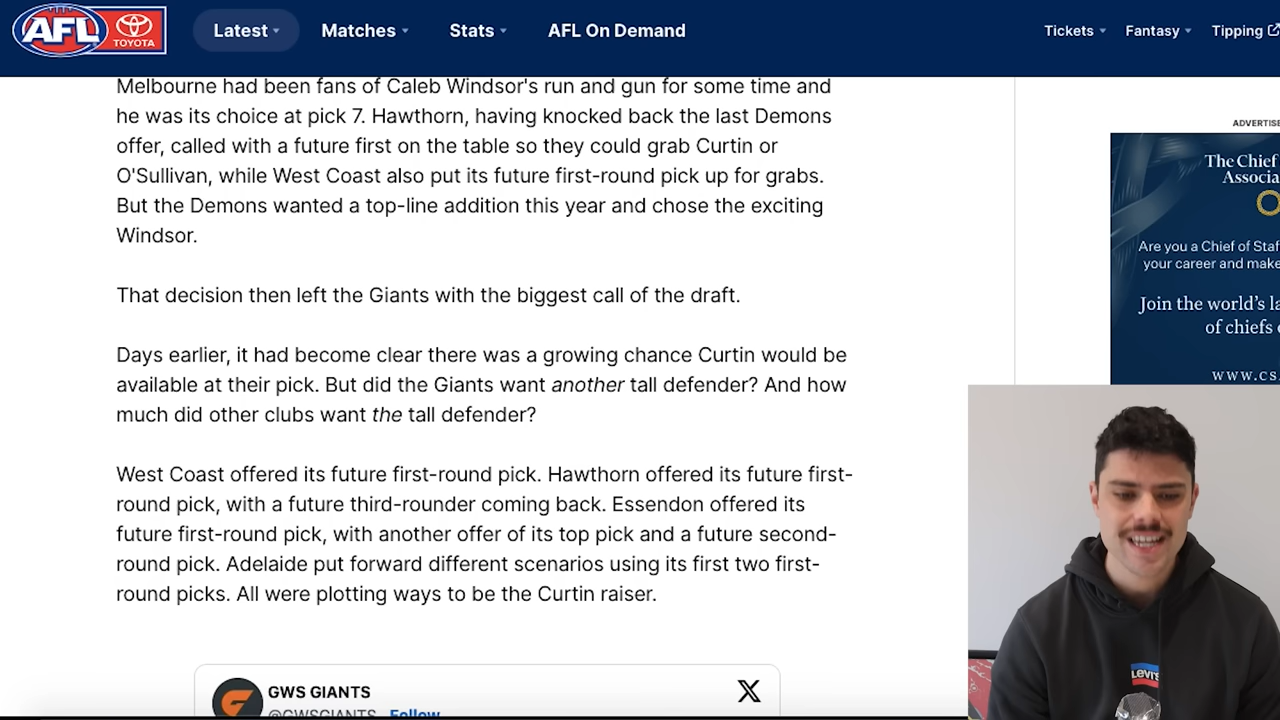 AFL
TOYOTA
Latest
Matches
Stats
AFL On Demand
Tickets
Fantasy
Tipping
Melbourne had been fans of Caleb Windsor's run and gun for some time and
he was its choice at pick 7. Hawthorn, having knocked back the last Demons
offer, called with a future first on the table so they could grab Curtin or
O'Sullivan, while West Coast also put its future first-round pick up for grabs.
But the Demons wanted a top-line addition this year and chose the exciting
Windsor.
That decision then left the Giants with the biggest call of the draft.
Days earlier, it had become clear there was a growing chance Curtin would be
available at their pick. But did the Giants want another tall defender? And how
much did other clubs want the tall defender?
West Coast offered its future first-round pick. Hawthorn offered its future first-
round pick, with a future third-rounder coming back. Essendon offered its
future first-round pick, with another offer of its top pick and a future second-
round pick. Adelaide put forward different scenarios using its first two first-
round picks. All were plotting ways to be the Curtin raiser.
GWS GIANTS
@GWSGIANTS Follow
ADVERTISE
The Chief
Associa
Are you a Chief of Staf
your career and make
Join the world's la
of chiefs
www.cs
Levi's